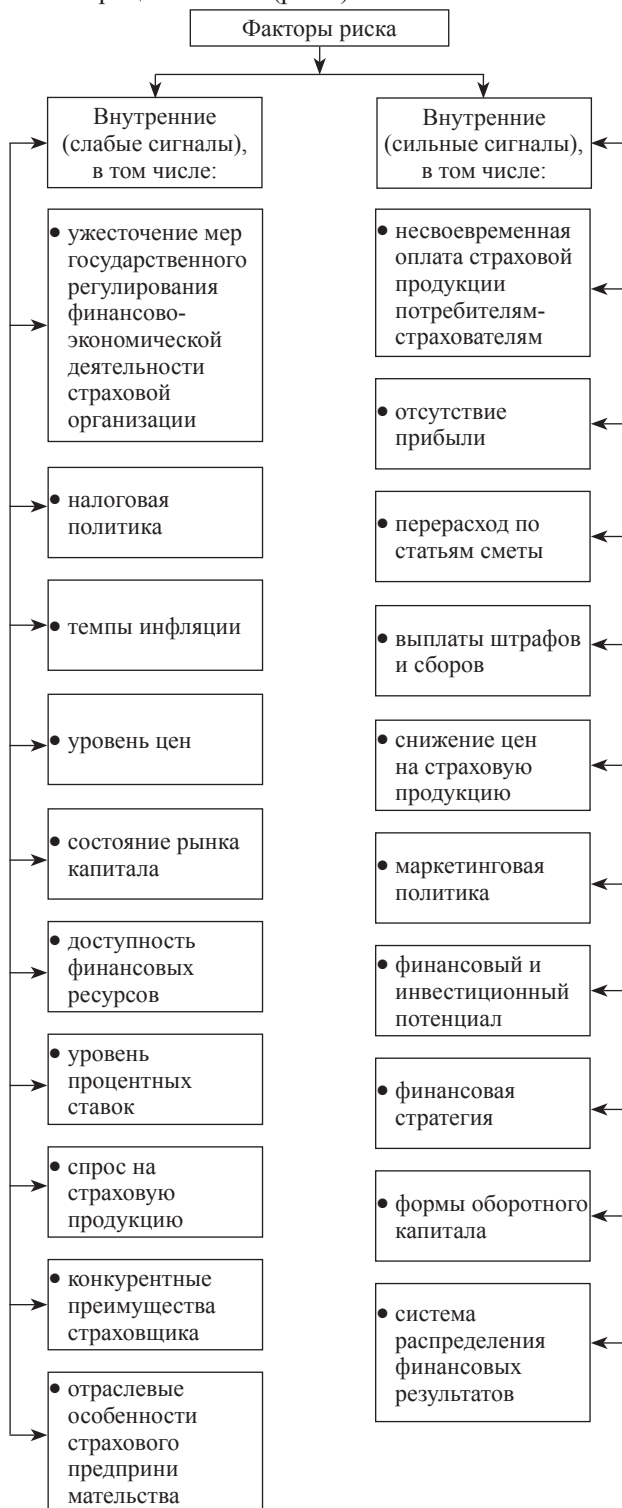 Факторы риска
Внутренние
(слабые сигналы),
в том числе:
• ужесточение мер
государственного
регулирования
финансово-
экономической
деятельности
страховой
организации
• налоговая
политика
• темпы инфляции
• уровень цен
• состояние рынка
капитала
• доступность
финансовых
ресурсов
• уровень
процентных
ставок
• спрос на
страховую
продукцию
• конкурентные
преимущества
страховщика
• отраслевые
особенности
страхового
предприни
мательства
Внутренние
(сильные сигналы),
в том числе:
• несвоевременная
оплата страховой
продукции
потребителям-
страхователям
• отсутствие
прибыли
• перерасход по
статьям сметы
• выплаты штрафов
и сборов
• снижение цен
на страховую
продукцию
• маркетинговая
политика
• финансовый и
инвестиционный
потенциал
• финансовая
стратегия
• формы оборотного
капитала
• система
распределения
финансовых
результатов